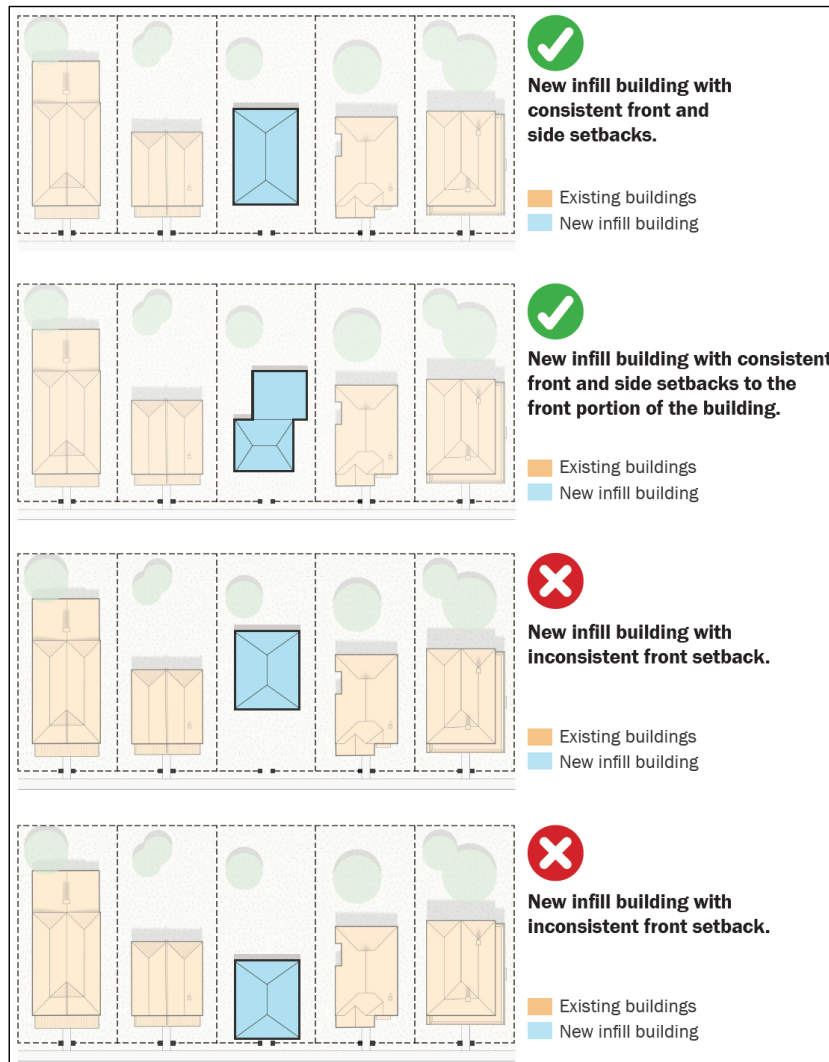 New infill building with
consistent front and
side setbacks.
Existing buildings
New infill building
New infill building with consistent
front and side setbacks to the
front portion of the building.
Existing buildings
New infill building
New infill building with
inconsistent front setback.
Existing buildings
New infill building
New infill building with
inconsistent front setback.
Existing buildings
New infill building